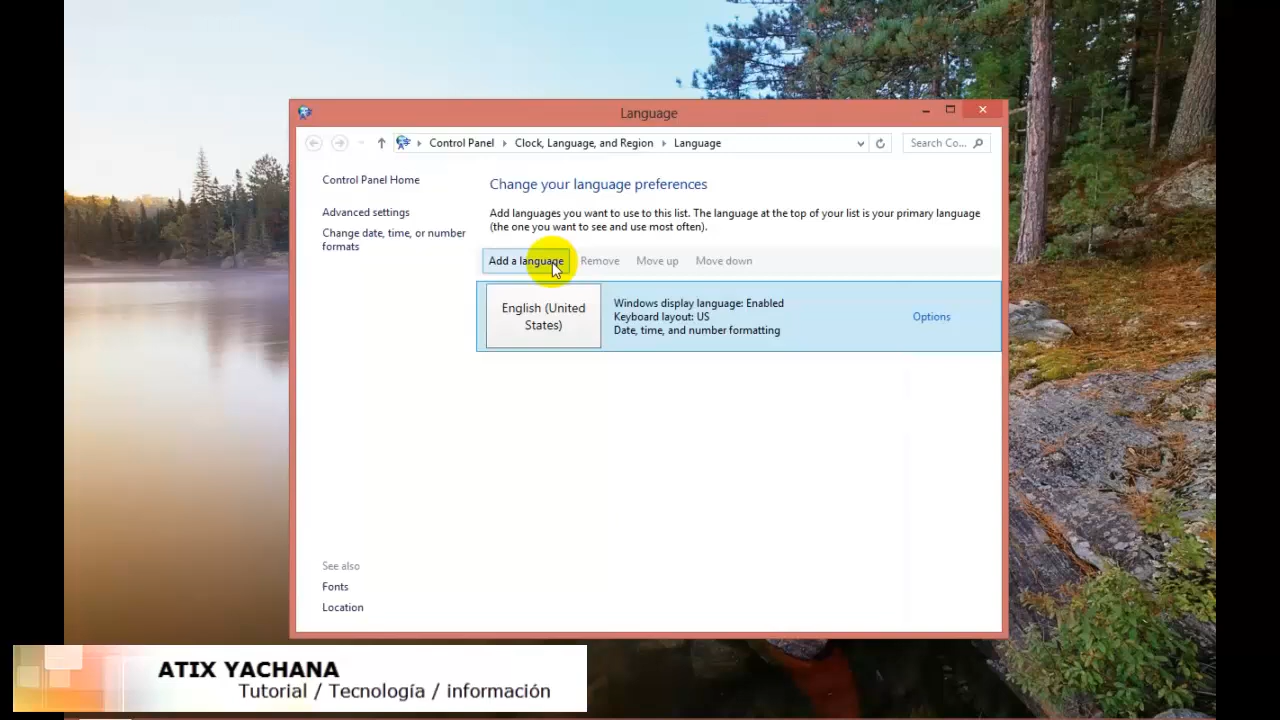 Language
Control Panel
Clock, Language, and Region
Language
Search Co...
Control Panel Home
Advanced settings
Change date, time, or number
formats
Change your language preferences
Add languages you want to use to this list. The language at the top of your list is your primary language
(the one you want to see and use most often).
Add a language
Remove
Move up
Move down
English (United
States)
Windows display language: Enabled
Keyboard layout: US
Date, time, and number formatting
Options
See also
Fonts
Location
ATIX YACHANA
Tutorial / Tecnología / información